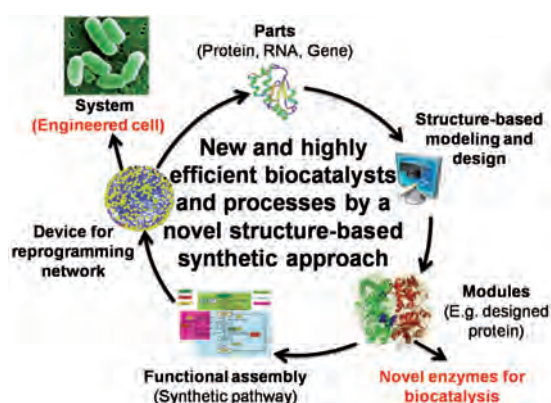 Parts
(Protein, RNA, Gene)
System
(Engineered cell)
Structure-based
modeling and
design
New and highly
efficient biocatalysts
and processes by a
novel structure-based
synthetic approach
Device for
reprogramming
network
Modules
(E.g. designed
protein)
Functional assembly
(Synthetic pathway)
Novel enzymes for
biocatalysis